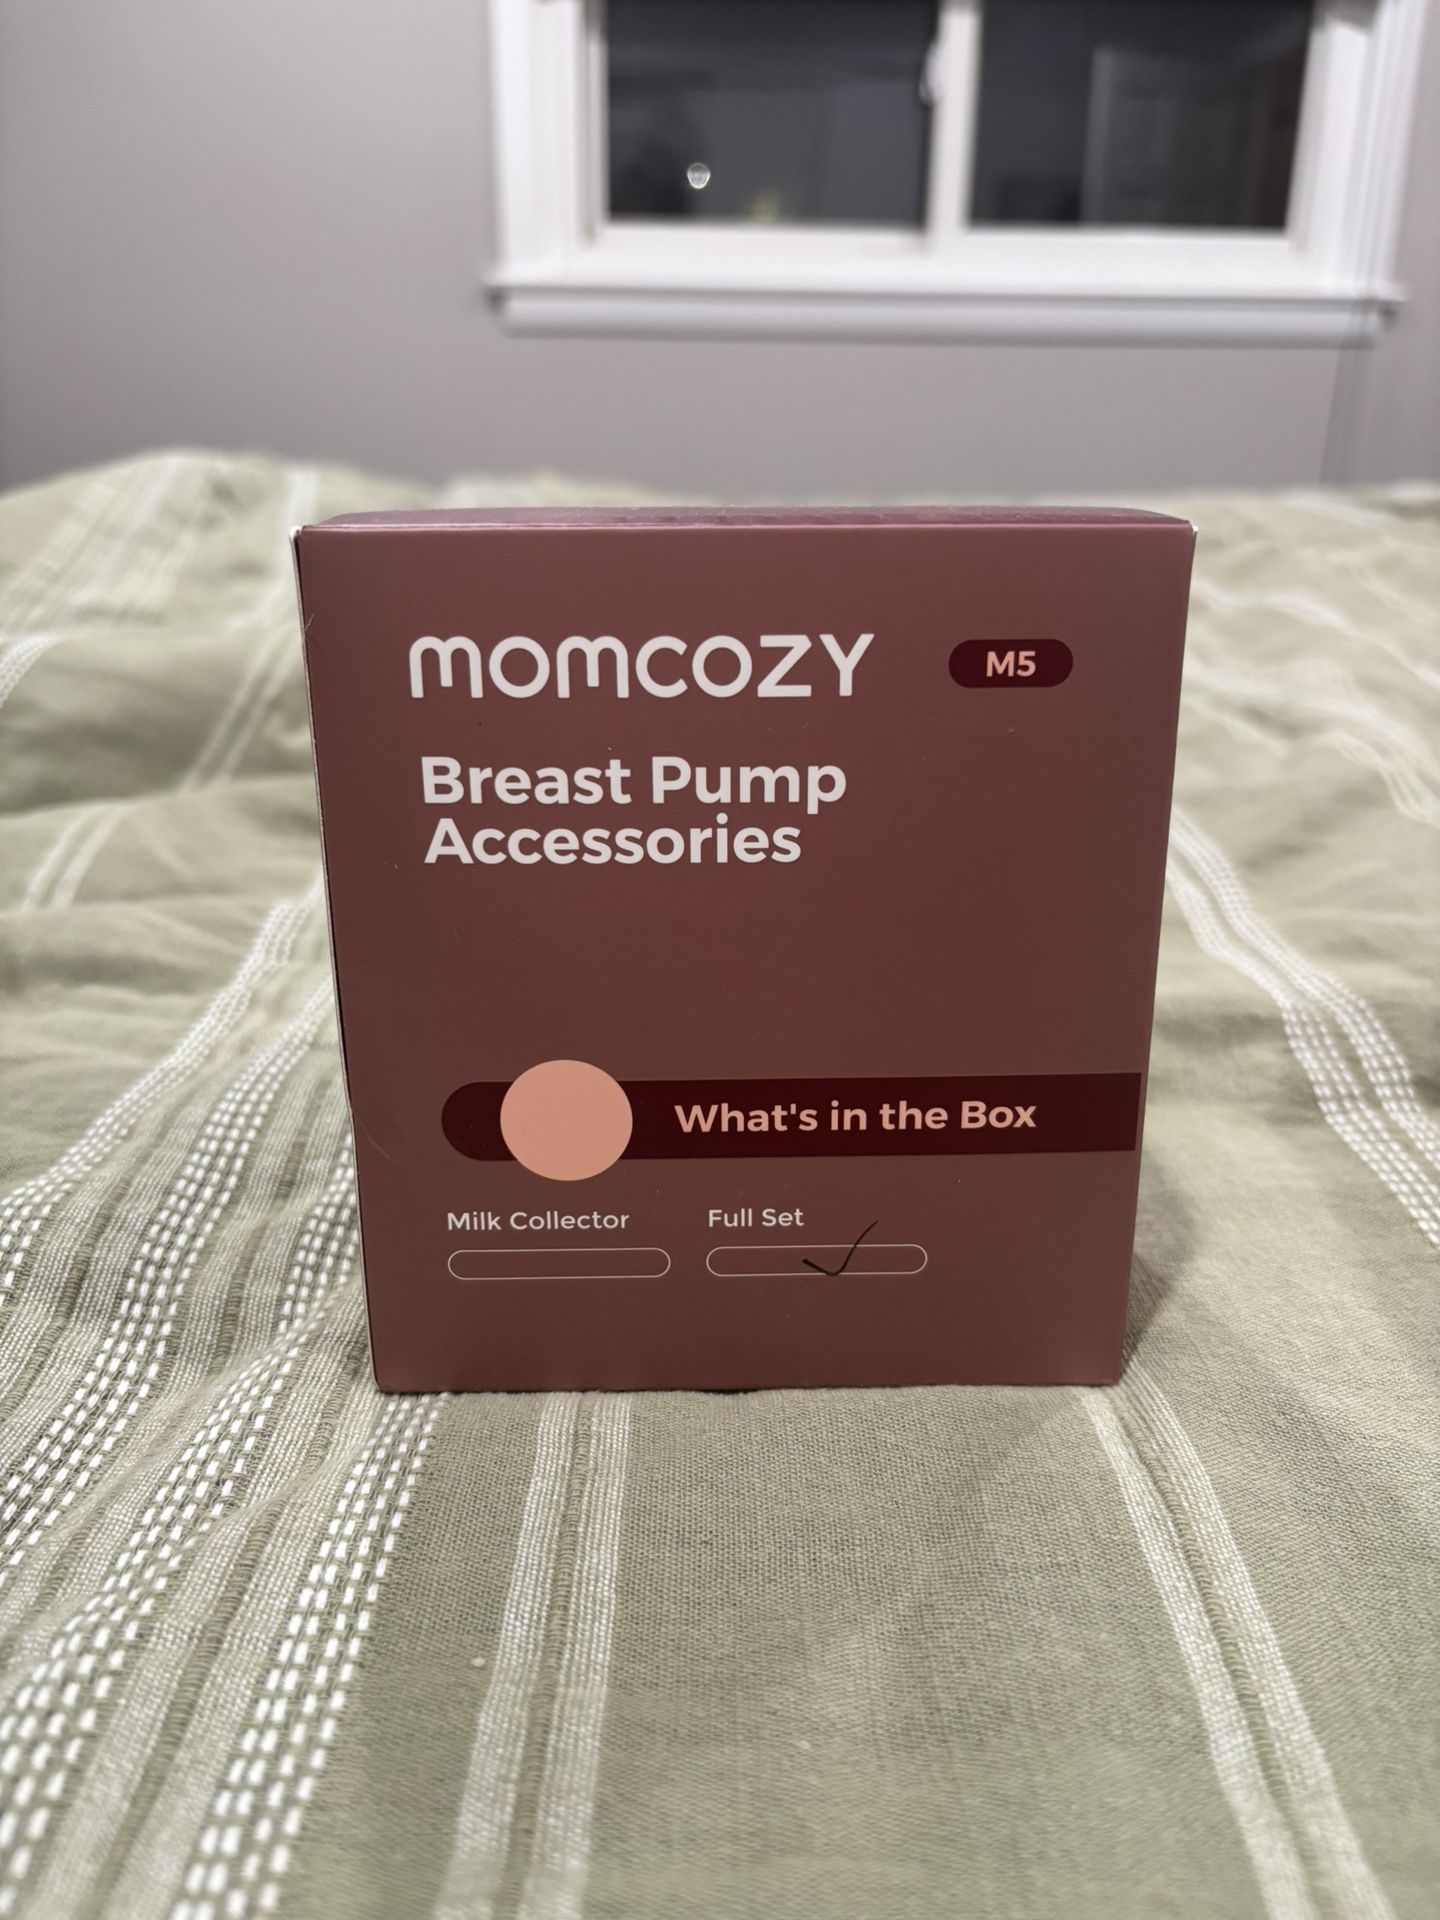 MOMCOZY M5
Breast Pump
Accessories
What's in the Box
Milk Collector Full Set